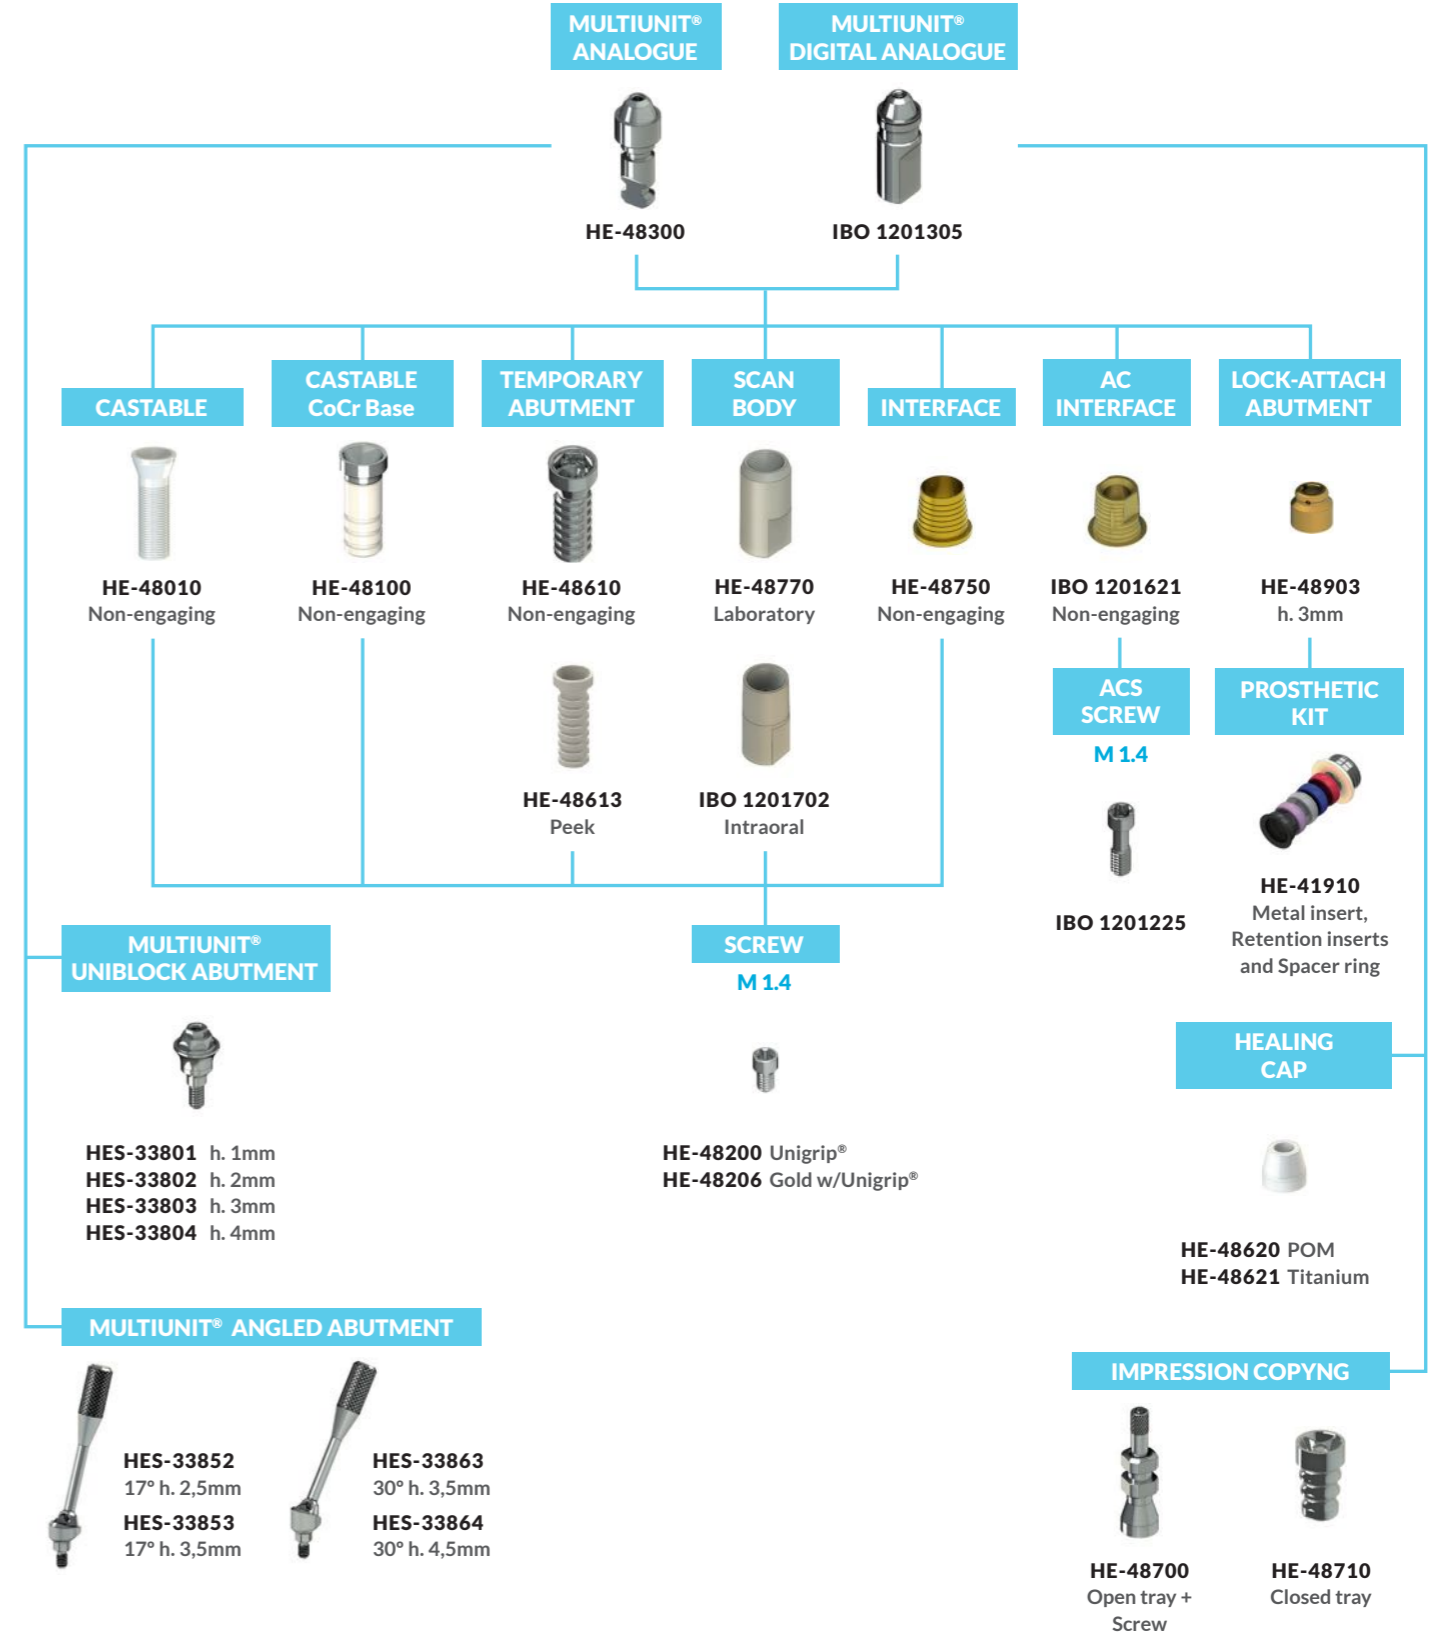 MULTIUNIT®
ANALOGUE
MULTIUNIT®
DIGITAL ANALOGUE
HE-48300
IBO 1201305
CASTABLE
CASTABLE
CoCr Base
TEMPORARY
ABUTMENT
SCAN
BODY
INTERFACE
AC
INTERFACE
LOCK-ATTACH
ABUTMENT
HE-48010
Non-engaging
HE-48100
Non-engaging
HE-48610
Non-engaging
HE-48770
Laboratory
HE-48750
Non-engaging
IBO 1201621
Non-engaging
HE-48903
h. 3mm
HE-48613
Peek
IBO 1201702
Intraoral
ACS
SCREW
M 1.4
IBO 1201225
PROSTHETIC
KIT
HE-41910
Metal insert,
Retention inserts
and Spacer ring
MULTIUNIT®
UNIBLOCK ABUTMENT
HES-33801 h. 1mm
HES-33802 h. 2mm
HES-33803 h. 3mm
HES-33804 h. 4mm
SCREW
M 1.4
HE-48200 Unigrip®
HE-48206 Gold w/Unigrip®
HEALING
CAP
HE-48620 POM
HE-48621 Titanium
MULTIUNIT® ANGLED ABUTMENT
HES-33852
17° h. 2,5mm
HES-33853
17° h. 3,5mm
HES-33863
30° h. 3,5mm
HES-33864
30° h. 4,5mm
IMPRESSION COPYNG
HE-48700
Open tray +
Screw
HE-48710
Closed tray